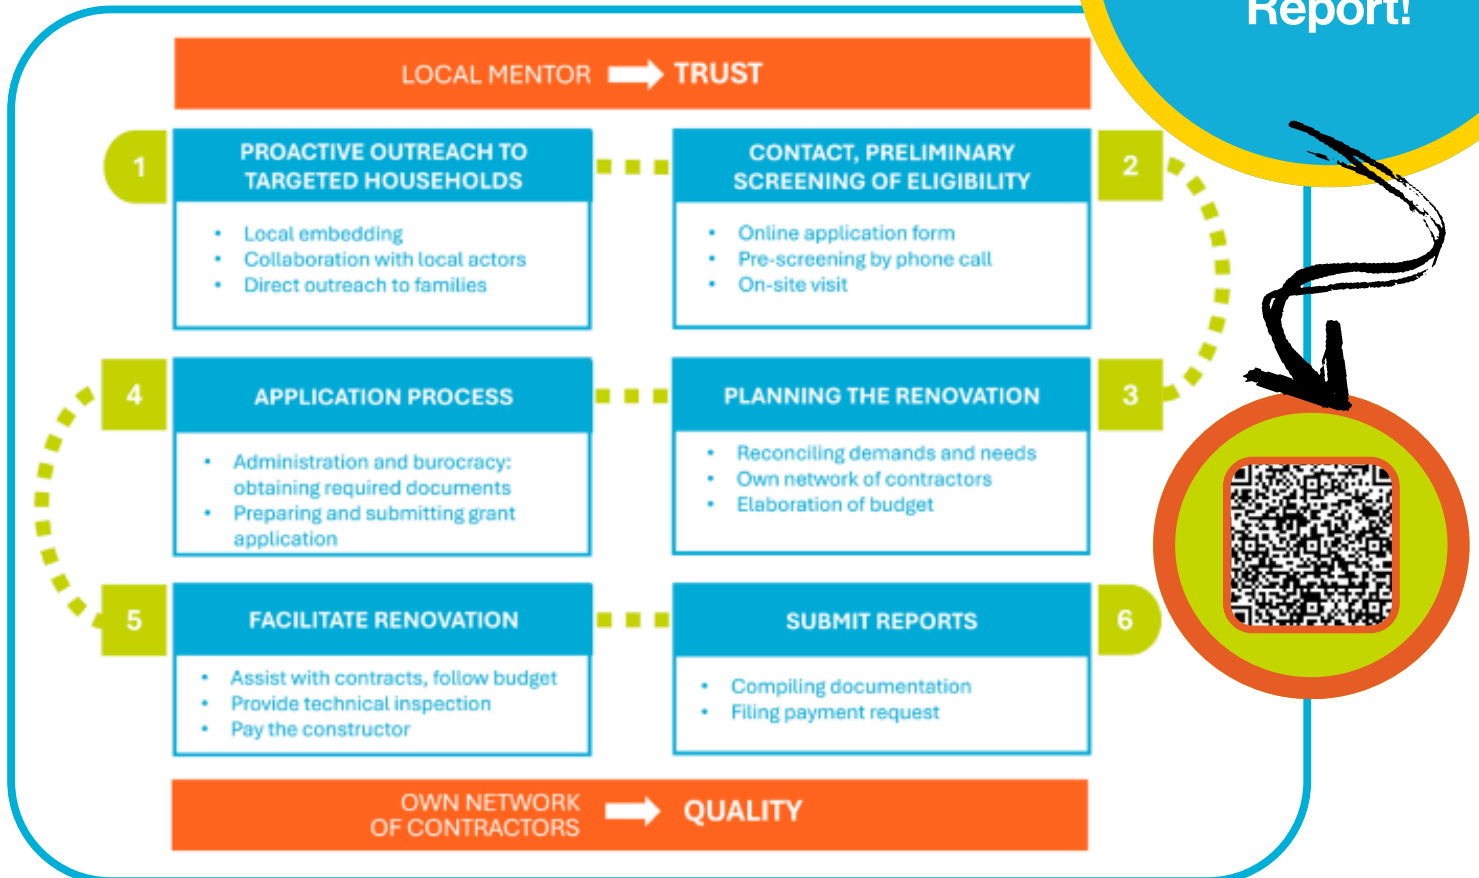 Report!
LOCAL MENTOR TRUST
1
PROACTIVE OUTREACH TO
TARGETED HOUSEHOLDS
• Local embedding
• Collaboration with local actors
• Direct outreach to families
2
CONTACT, PRELIMINARY
SCREENING OF ELIGIBILITY
• Online application form
• Pre-screening by phone call
• On-site visit
3
PLANNING THE RENOVATION
• Reconciling demands and needs
• Own network of contractors
• Elaboration of budget
4
APPLICATION PROCESS
• Administration and burocracy:
obtaining required documents
• Preparing and submitting grant
application
5
FACILITATE RENOVATION
• Assist with contracts, follow budget
• Provide technical inspection
• Pay the constructor
6
SUBMIT REPORTS
• Compiling documentation
• Filing payment request
OWN NETWORK
OF CONTRACTORS
QUALITY